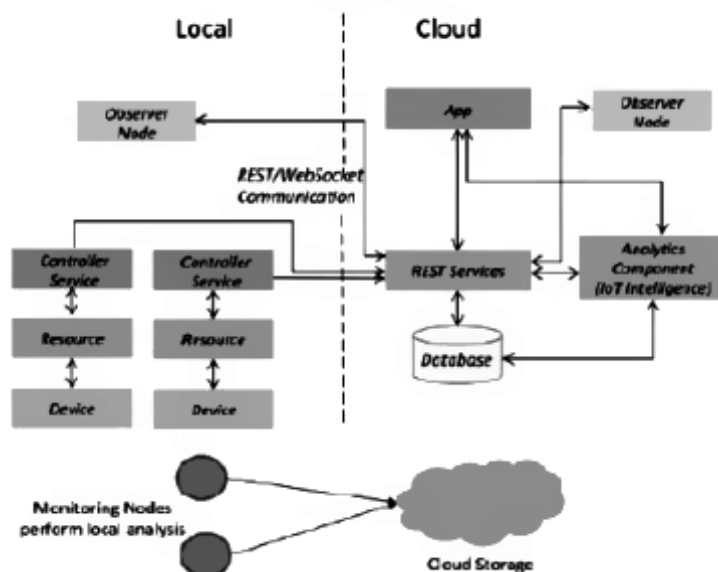 Local
Cloud
Observer
Node
App
Observer
Node
REST/WebSocket
Communication
Controller
Service
Controller
Service
REST Services
Analytics
Component
(IoT Intelligence)
Resource
Resource
Database
Device
Device
Monitoring Nodes
perform local analysis
Cloud Storage